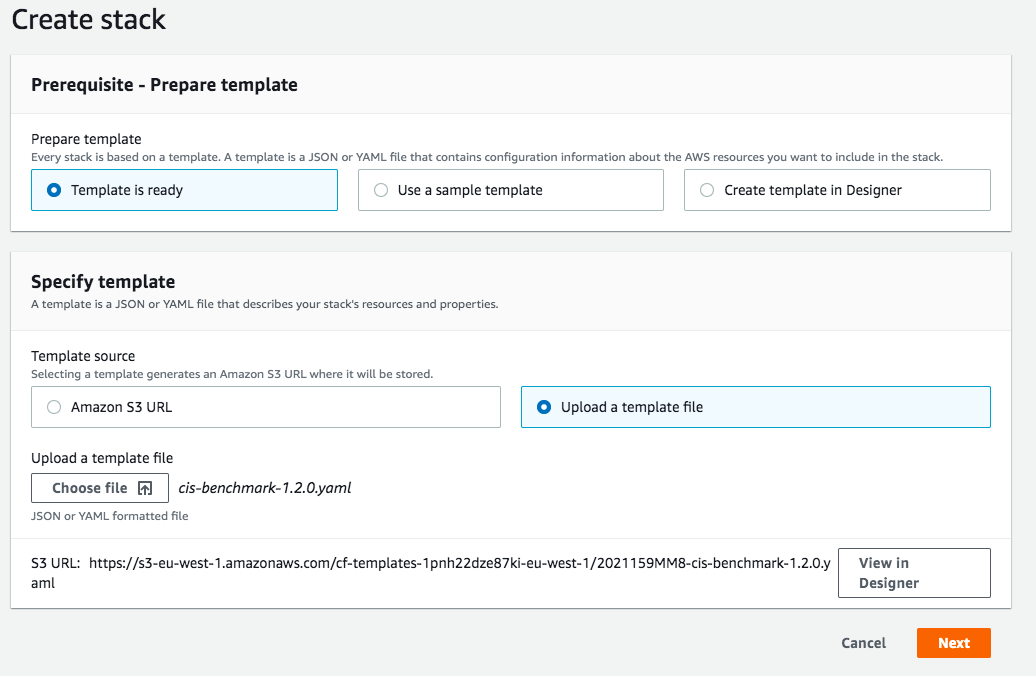 Create stack
Prerequisite - Prepare template
Prepare template
Every stack is based on a template. A template is a JSON or YAML file that contains configuration information about the AWS resources you want to include in the stack.
Template is ready
Use a sample template
Create template in Designer
Specify template
A template is a JSON or YAML file that describes your stack's resources and properties.
Template source
Selecting a template generates an Amazon S3 URL where it will be stored.
Amazon S3 URL
Upload a template file
Upload a template file
Choose file
cis-benchmark-1.2.0.yaml
JSON or YAML formatted file
S3 URL: https://s3-eu-west-1.amazonaws.com/cf-templates-1pnh22dze87ki-eu-west-1/2021159MM8-cis-benchmark-1.2.0.y
aml
View in
Designer
Cancel
Next